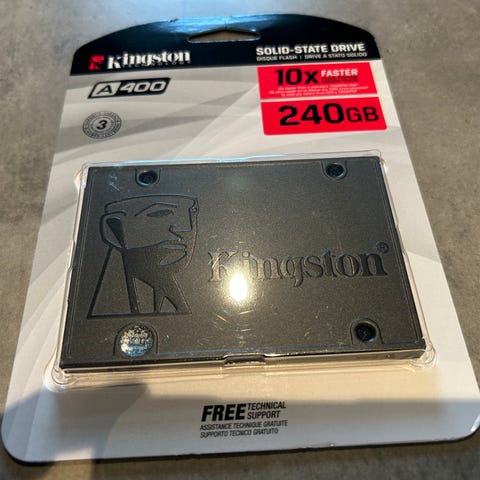 Kingston
SOLID-STATE DRIVE
DISQUE FLASH | DRIVE A STATO SOLIDO
A400
10x FASTER
240GB
3
Kingston®
FREE TECHNICAL SUPPORT
ASSISTANCE TECHNIQUE GRATUITE
SUPPORTO TECNICO GRATUITO